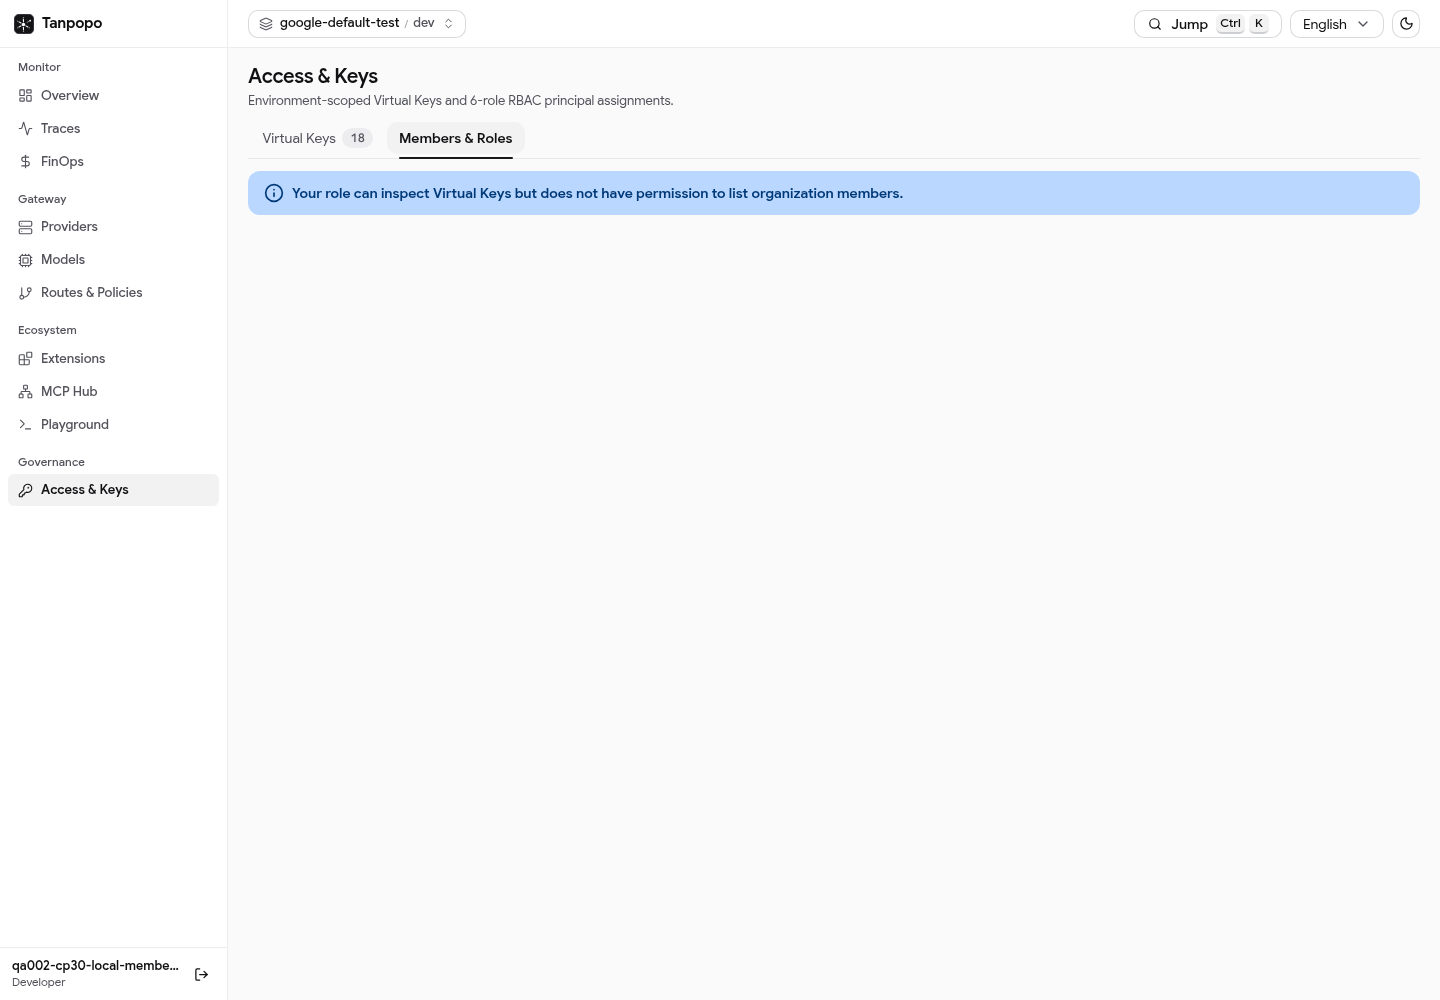 Tanpopo
google-default-test / dev
Jump Ctrl K
English
Monitor
Overview
Traces
FinOps
Gateway
Providers
Models
Routes & Policies
Ecosystem
Extensions
MCP Hub
Playground
Governance
Access & Keys
qa002-cp30-local-membe...
Developer
Access & Keys
Environment-scoped Virtual Keys and 6-role RBAC principal assignments.
Virtual Keys 18 Members & Roles
Your role can inspect Virtual Keys but does not have permission to list organization members.